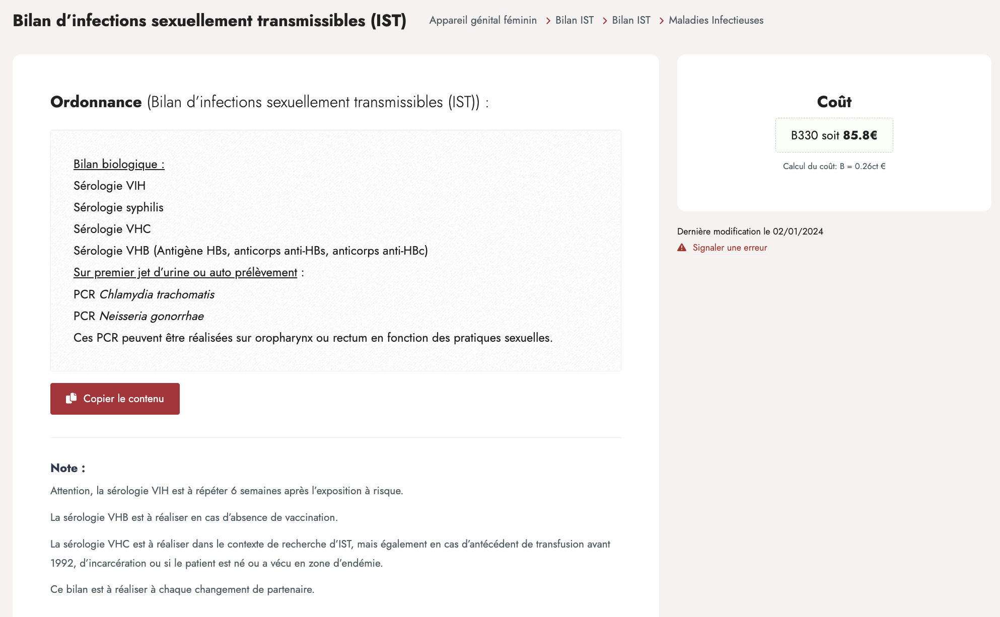 Bilan d’infections sexuellement transmissibles (IST)
Appareil génital féminin > Bilan IST > Bilan IST > Maladies Infectieuses
Ordonnance (Bilan d’infections sexuellement transmissibles (IST)) :
Bilan biologique :
Sérologie VIH
Sérologie syphilis
Sérologie VHC
Sérologie VHB (Antigène HBs, anticorps anti-HBs, anticorps anti-HBc)
Sur premier jet d’urine ou auto prélèvement :
PCR Chlamydia trachomatis
PCR Neisseria gonorrhae
Ces PCR peuvent être réalisées sur oropharynx ou rectum en fonction des pratiques sexuelles.
Copier le contenu
Note :
Attention, la sérologie VIH est à répéter 6 semaines après l’exposition à risque.
La sérologie VHB est à réaliser en cas d’absence de vaccination.
La sérologie VHC est à réaliser dans le contexte de recherche d’IST, mais également en cas d’antécédent de transfusion avant
1992, d’incarcération ou si le patient est né ou a vécu en zone d’endémie.
Ce bilan est à réaliser à chaque changement de partenaire.
Coût
B330 soit 85.8€
Calcul du coût: B = 0.26ct €
Dernière modification le 02/01/2024
Signaler une erreur